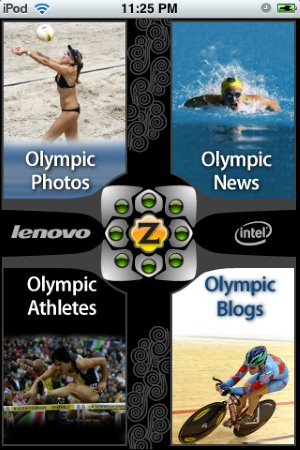 iPod 11:25 PM
Olympic
Photos
Olympic
News
lenovo
Z
intel
Olympic
Athletes
Olympic
Blogs